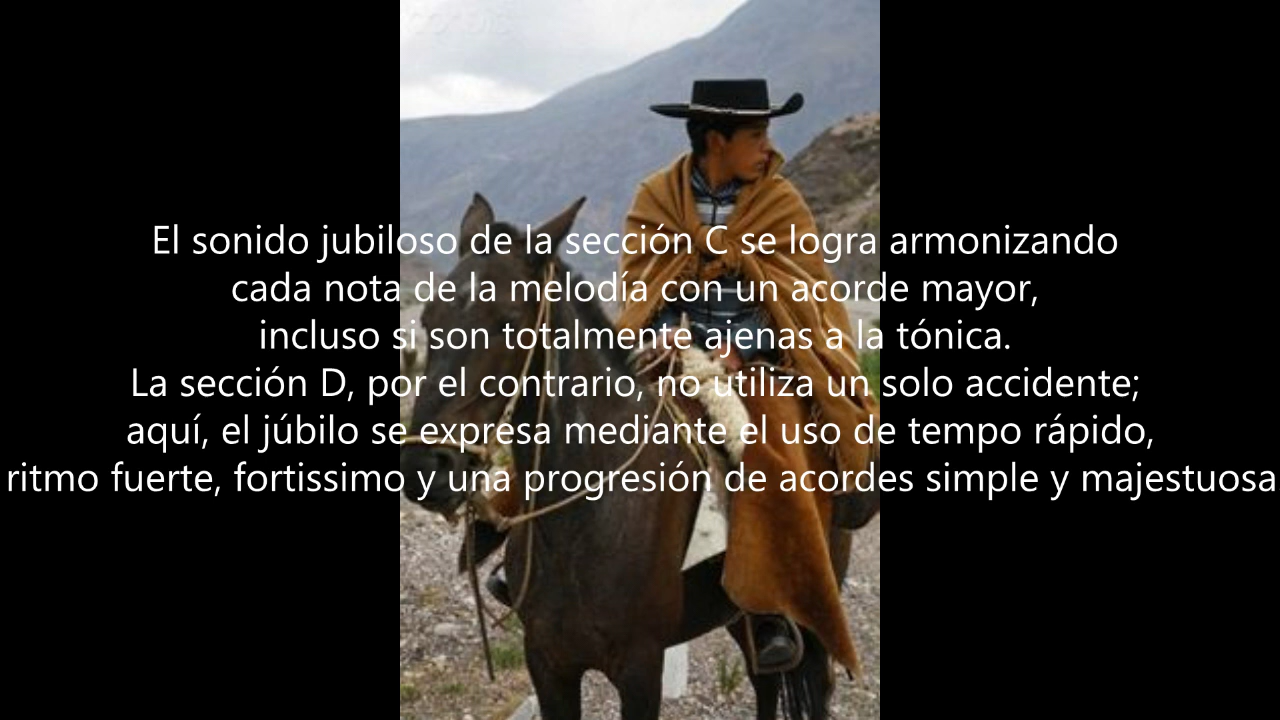 El sonido jubiloso de la sección C se logra armonizando
cada nota de la melodía con un acorde mayor,
incluso si son totalmente ajenas a la tónica.
La sección D, por el contrario, no utiliza un solo accidente;
aquí, el júbilo se expresa mediante el uso de tempo rápido,
ritmo fuerte, fortissimo y una progresión de acordes simple y majestuosa